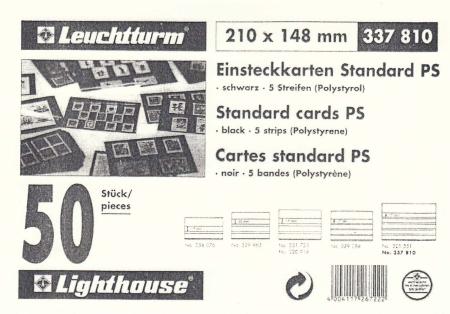 Leuchtturm®
210 x 148 mm 337 810
Einsteckkarten Standard PS
· schwarz · 5 Streifen (Polystyrol)
Standard cards PS
· black · 5 strips (Polystyrene)
Cartes standard PS
· noir · 5 bandes (Polystyrène)
50 Stück/
pieces
No. 337 810
Lighthouse®